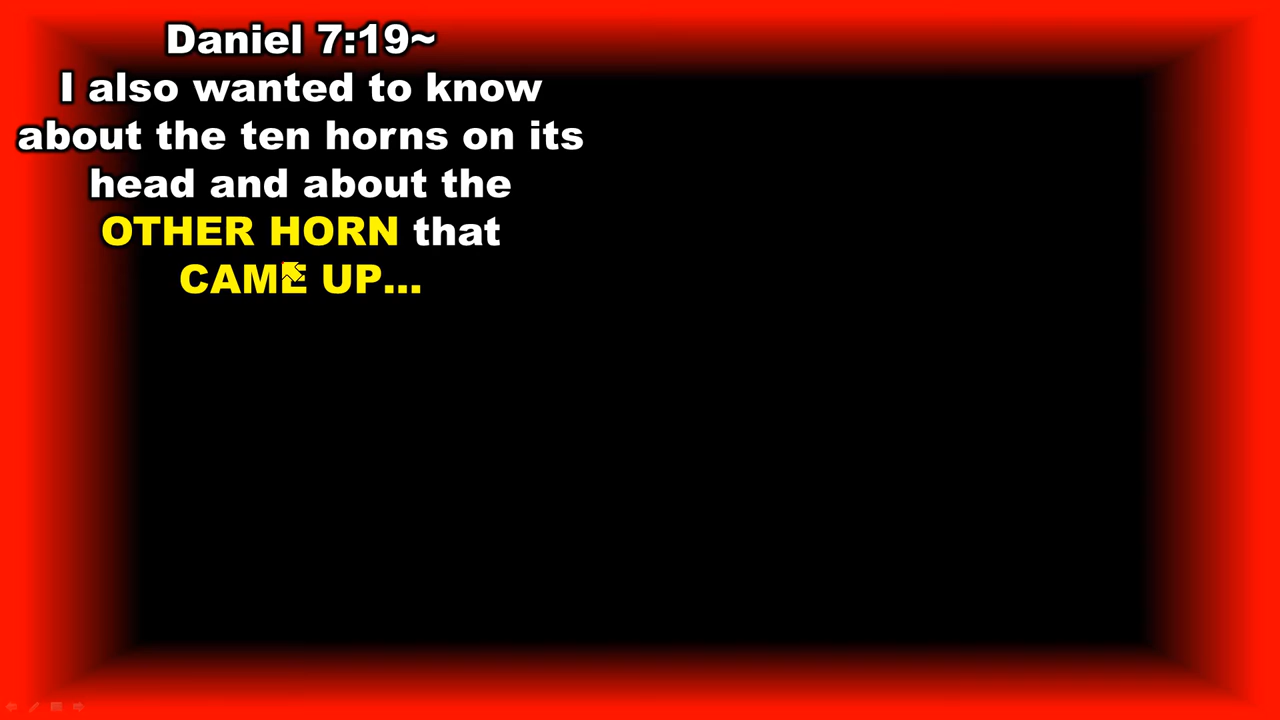 Daniel 7:19~
I also wanted to know
about the ten horns on its
head and about the
OTHER HORN that
CAME UP...